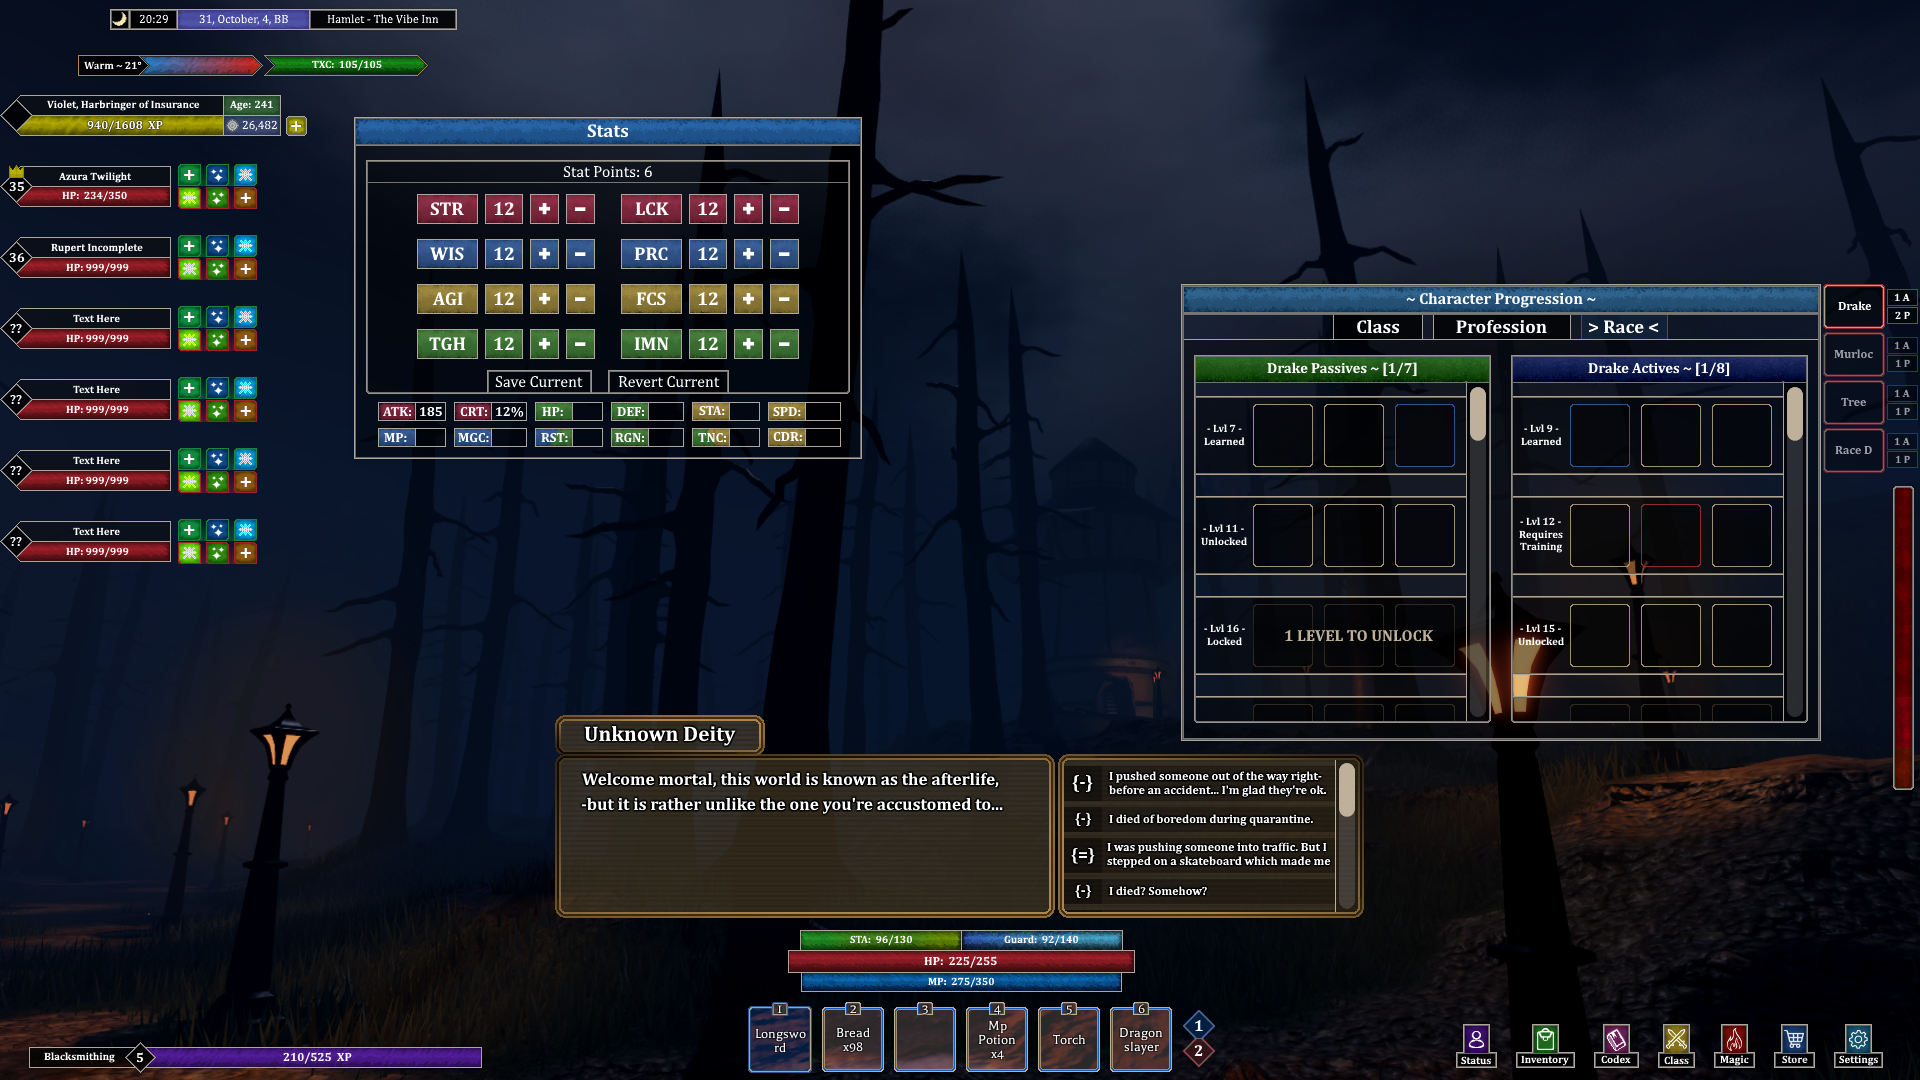 20:29
31, October, 4, BB
Hamlet - The Vibe Inn
Warm ~ 21°
TXC: 105/105
Violet, Harbringer of Insurance
Age: 241
940/1608 XP
26,482
35
Azura Twilight
HP: 234/350
36
Rupert Incomplete
HP: 999/999
??
Text Here
HP: 999/999
??
Text Here
HP: 999/999
??
Text Here
HP: 999/999
??
Text Here
HP: 999/999
Stats
Stat Points: 6
STR 12 + - LCK 12 + -
WIS 12 + - PRC 12 + -
AGI 12 + - FCS 12 + -
TGH 12 + - IMN 12 + -
Save Current
Revert Current
ATK: 185 CRT: 12% HP: DEF: STA: SPD:
MP: MGC: RST: RGN: TNC: CDR:
~ Character Progression ~
Class
Profession
> Race <
Drake Passives ~ [1/7]
- Lvl 7 -
Learned
- Lvl 11 -
Unlocked
- Lvl 16 -
Locked
1 LEVEL TO UNLOCK
Drake Actives ~ [1/8]
- Lvl 9 -
Learned
- Lvl 12 -
Requires
Training
- Lvl 15 -
Unlocked
Drake
1 A
2 P
Murloc
1 A
1 P
Tree
1 A
1 P
Race D
1 A
1 P
Unknown Deity
Welcome mortal, this world is known as the afterlife,
-but it is rather unlike the one you're accustomed to...
{-} I pushed someone out of the way right-
before an accident... I'm glad they're ok.
{-} I died of boredom during quarantine.
{=} I was pushing someone into traffic. But I
stepped on a skateboard which made me
{-} I died? Somehow?
STA: 96/130
Guard: 92/140
HP: 225/255
MP: 275/350
1
Longswo
rd
2
Bread
x98
3
4
Mp
Potion
x4
5
Torch
6
Dragon
slayer
1
2
Blacksmithing
5
210/525 XP
Status
Inventory
Codex
Class
Magic
Store
Settings